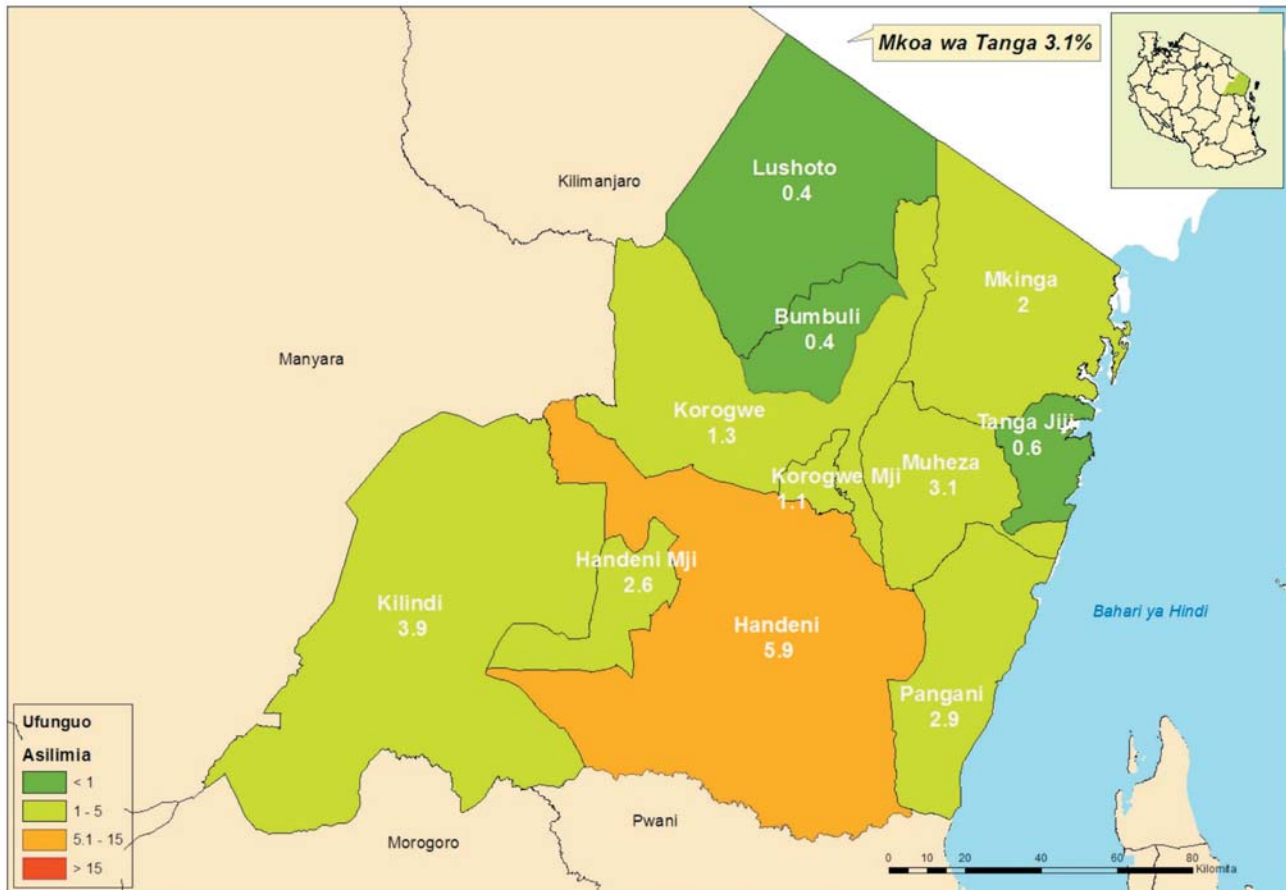 Mkoa wa Tanga 3.1%
Lushoto
0.4
Kilimanjaro
Mkinga
2
Bumbuli
0.4
Manyara
Korogwe
1.3
Tanga Jiji
0.6
Muheza
3.1
Korogwe Mji
1.1
Handeni Mji
2.6
Kilindi
3.9
Handeni
5.9
Bahari ya Hindi
Pangani
2.9
Ufunguo
Asilimia
< 1
1 - 5
5.1 - 15
> 15
Pwani
Morogoro
0 5 10 20 40 60 80
Kilomita